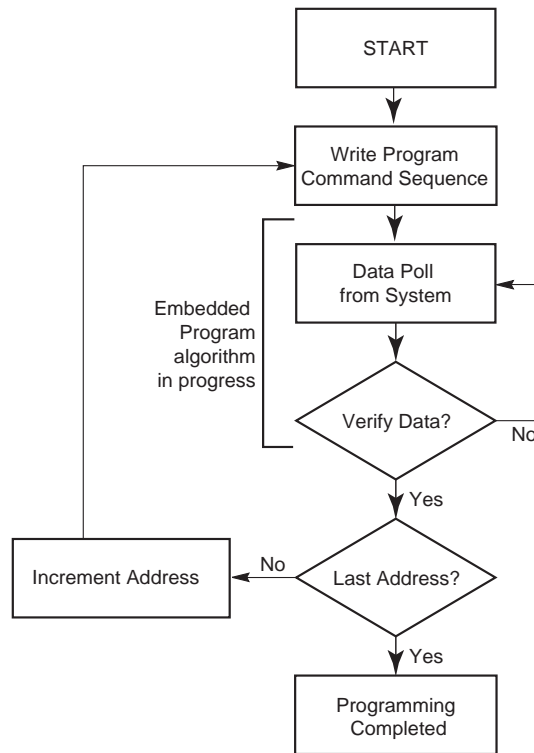 START
Write Program
Command Sequence
Data Poll
from System
Embedded
Program
algorithm
in progress
Verify Data?
No
Yes
Last Address?
No
Increment Address
Yes
Programming
Completed